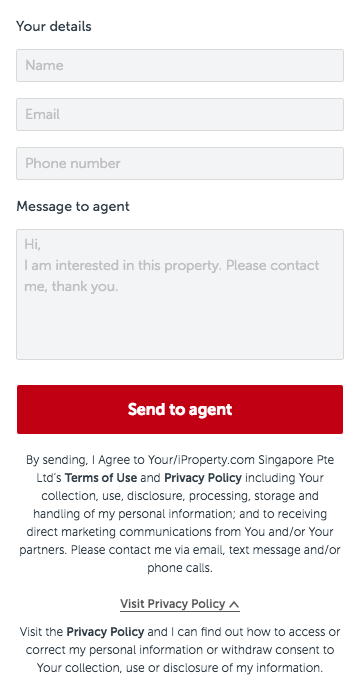 Your details
Name
Email
Phone number
Message to agent
Hi,
I am interested in this property. Please contact
me, thank you.
Send to agent
By sending, I Agree to Your/iProperty.com Singapore Pte
Ltd's Terms of Use and Privacy Policy including Your
collection, use, disclosure, processing, storage and
handling of my personal information; and to receiving
direct marketing communications from You and/or Your
partners. Please contact me via email, text message and/or
phone calls.
Visit Privacy Policy
Visit the Privacy Policy and I can find out how to access or
correct my personal information or withdraw consent to
Your collection, use or disclosure of my information.